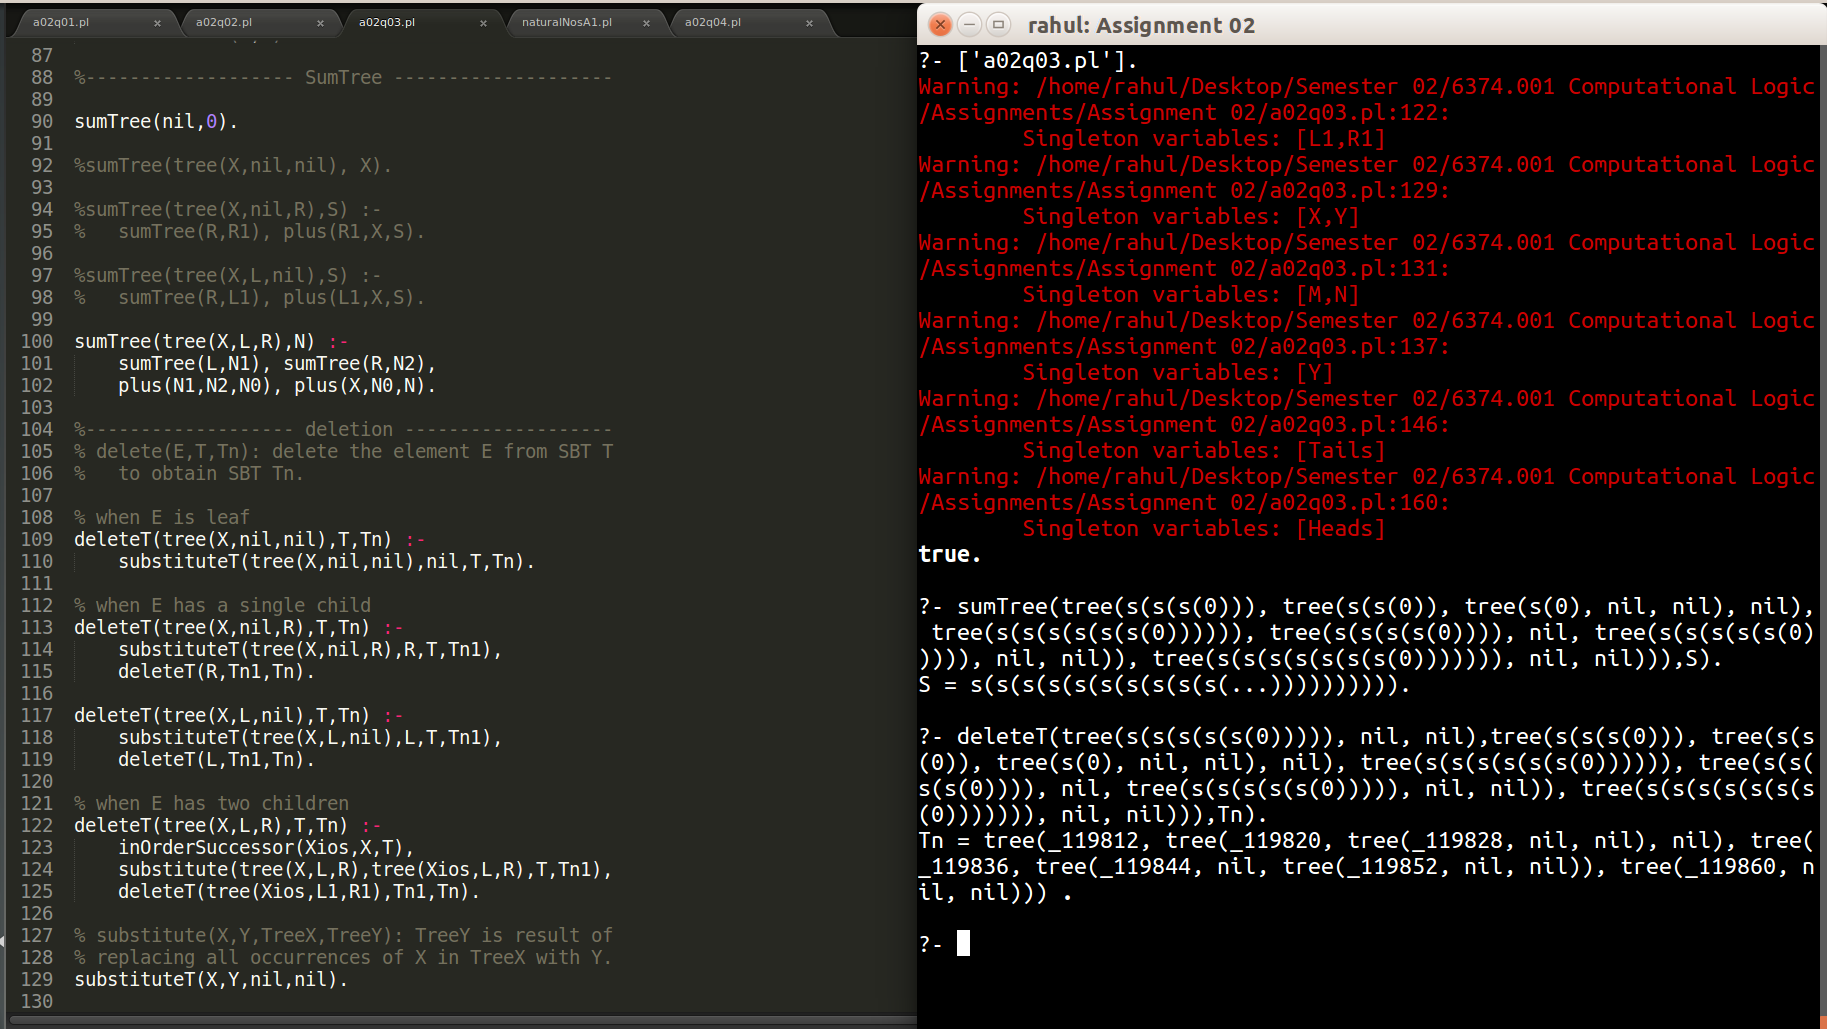 a02q01.pl × a02q02.pl × a02q03.pl × naturalNosA1.pl × a02q04.pl ×
87
88 %------------------- SumTree --------------------
89
90 sumTree(nil,0).
91
92 %sumTree(tree(X,nil,nil), X).
93
94 %sumTree(tree(X,nil,R),S) :-
95 %   sumTree(R,R1), plus(R1,X,S).
96
97 %sumTree(tree(X,L,nil),S) :-
98 %   sumTree(R,L1), plus(L1,X,S).
99
100 sumTree(tree(X,L,R),N) :-
101     sumTree(L,N1), sumTree(R,N2),
102     plus(N1,N2,N0), plus(X,N0,N).
103
104 %------------------- deletion -------------------
105 % delete(E,T,Tn): delete the element E from SBT T
106 %   to obtain SBT Tn.
107
108 % when E is leaf
109 deleteT(tree(X,nil,nil),T,Tn) :-
110     substituteT(tree(X,nil,nil),nil,T,Tn).
111
112 % when E has a single child
113 deleteT(tree(X,nil,R),T,Tn) :-
114     substituteT(tree(X,nil,R),R,T,Tn1),
115     deleteT(R,Tn1,Tn).
116
117 deleteT(tree(X,L,nil),T,Tn) :-
118     substituteT(tree(X,L,nil),L,T,Tn1),
119     deleteT(L,Tn1,Tn).
120
121 % when E has two children
122 deleteT(tree(X,L,R),T,Tn) :-
123     inOrderSuccessor(Xios,X,T),
124     substitute(tree(X,L,R),tree(Xios,L,R),T,Tn1),
125     deleteT(tree(Xios,L1,R1),Tn1,Tn).
126
127 % substitute(X,Y,TreeX,TreeY): TreeY is result of
128 % replacing all occurrences of X in TreeX with Y.
129 substituteT(X,Y,nil,nil).
130
rahul: Assignment 02
?- ['a02q03.pl'].
Warning: /home/rahul/Desktop/Semester 02/6374.001 Computational Logic
/Assignments/Assignment 02/a02q03.pl:122:
        Singleton variables: [L1,R1]
Warning: /home/rahul/Desktop/Semester 02/6374.001 Computational Logic
/Assignments/Assignment 02/a02q03.pl:129:
        Singleton variables: [X,Y]
Warning: /home/rahul/Desktop/Semester 02/6374.001 Computational Logic
/Assignments/Assignment 02/a02q03.pl:131:
        Singleton variables: [M,N]
Warning: /home/rahul/Desktop/Semester 02/6374.001 Computational Logic
/Assignments/Assignment 02/a02q03.pl:137:
        Singleton variables: [Y]
Warning: /home/rahul/Desktop/Semester 02/6374.001 Computational Logic
/Assignments/Assignment 02/a02q03.pl:146:
        Singleton variables: [Tails]
Warning: /home/rahul/Desktop/Semester 02/6374.001 Computational Logic
/Assignments/Assignment 02/a02q03.pl:160:
        Singleton variables: [Heads]
true.
?- sumTree(tree(s(s(s(0))), tree(s(s(0)), tree(s(0), nil, nil), nil),
 tree(s(s(s(s(s(s(0)))))), tree(s(s(s(s(0)))), nil, tree(s(s(s(s(s(0)
)))), nil, nil)), tree(s(s(s(s(s(s(s(0))))))), nil, nil))),S).
S = s(s(s(s(s(s(s(s(s(s(...)))))))))).
?- deleteT(tree(s(s(s(s(s(0))))), nil, nil),tree(s(s(s(0))), tree(s(s
(0)), tree(s(0), nil, nil), nil), tree(s(s(s(s(s(s(0)))))), tree(s(s(
s(s(0)))), nil, tree(s(s(s(s(s(0))))), nil, nil)), tree(s(s(s(s(s(s(s
(0))))))), nil, nil))),Tn).
Tn = tree(_119812, tree(_119820, tree(_119828, nil, nil), nil), tree(
_119836, tree(_119844, nil, tree(_119852, nil, nil)), tree(_119860, n
il, nil))) .
?-